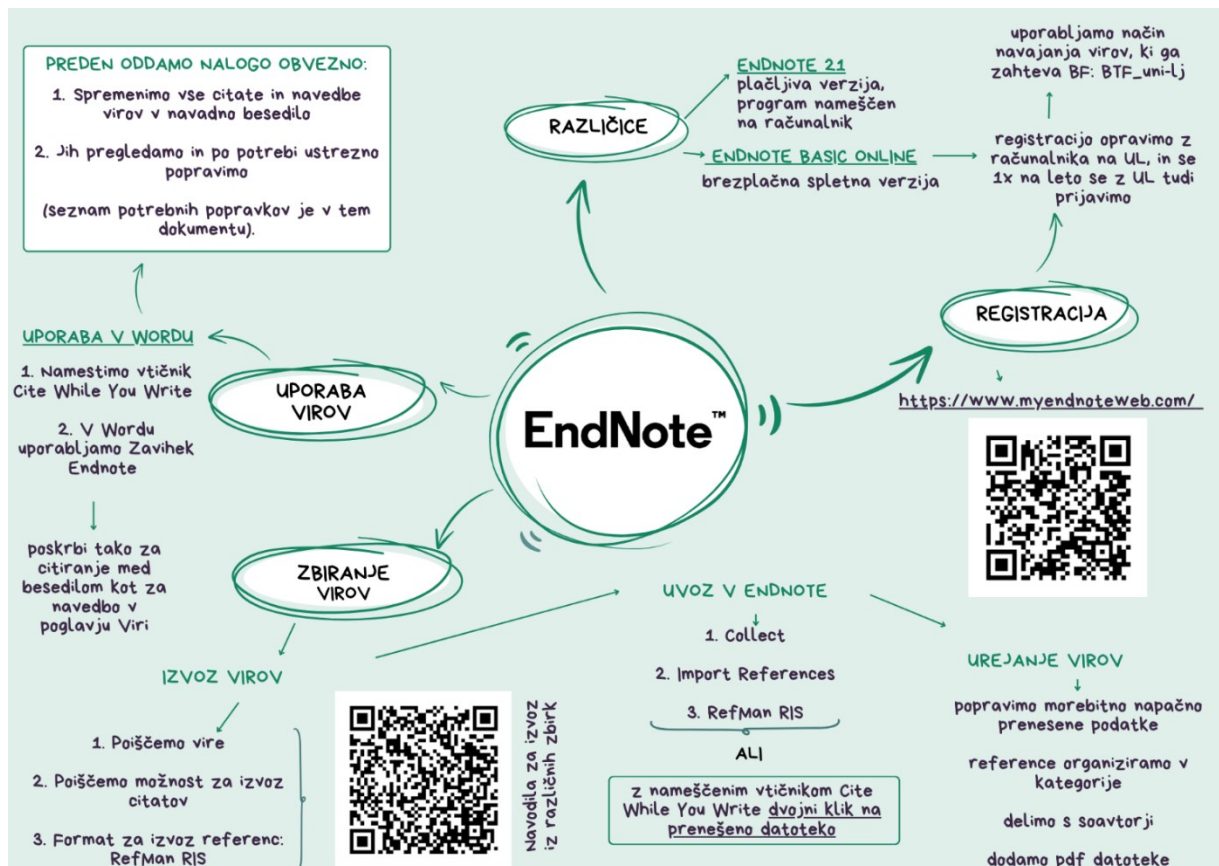 PREDEN ODDAMO NALOGO OBVEZNO:
1. Spremenimo vse citate in navedbe
virov v navadno besedilo
2. Jih pregledamo in po potrebi ustrezno
popravimo
(seznam potrebnih popravkov je v tem
dokumentu).
RAZLIČICE
ENDNOTE 21
plačljiva verzija,
program nameščen
na računalnik
ENDNOTE BASIC ONLINE
brezplačna spletna verzija
uporabljamo način
navajanja virov, ki ga
zahteva BF: BTF_uni-lj
registracijo opravimo z
računalnika na UL, in se
1x na leto se z UL tudi
prijavimo
REGISTRACIJA
https://www.myendnoteweb.com/
UPORABA V WORDU
1. Namestimo vtičnik
Cite While You Write
2. V Wordu
uporabljamo Zavihek
Endnote
poskrbi tako za
citiranje med
besedilom kot za
navedbo v
poglavju Viri
UPORABA
VIROV
EndNote™
ZBIRANJE
VIROV
IZVOZ VIROV
1. Poiščemo vire
2. Poiščemo možnost za izvoz
citatov
3. Format za izvoz referenc:
RefMan RIS
Navodila za izvoz
iz različnih zbirk
UVOZ V ENDNOTE
1. Collect
2. Import References
3. RefMan RIS
ALI
z nameščenim vtičnikom Cite
While You Write dvojni klik na
prenešeno datoteko
UREJANJE VIROV
popravimo morebitno napačno
prenesene podatke
reference organiziramo v
kategorije
delimo s soavtorji
dodamo pdf datoteke